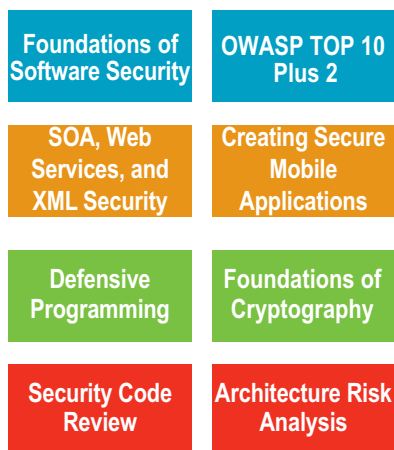 Foundations of
Software Security
OWASP TOP 10
Plus 2
SOA, Web
Services, and
XML Security
Creating Secure
Mobile
Applications
Defensive
Programming
Foundations of
Cryptography
Security Code
Review
Architecture Risk
Analysis